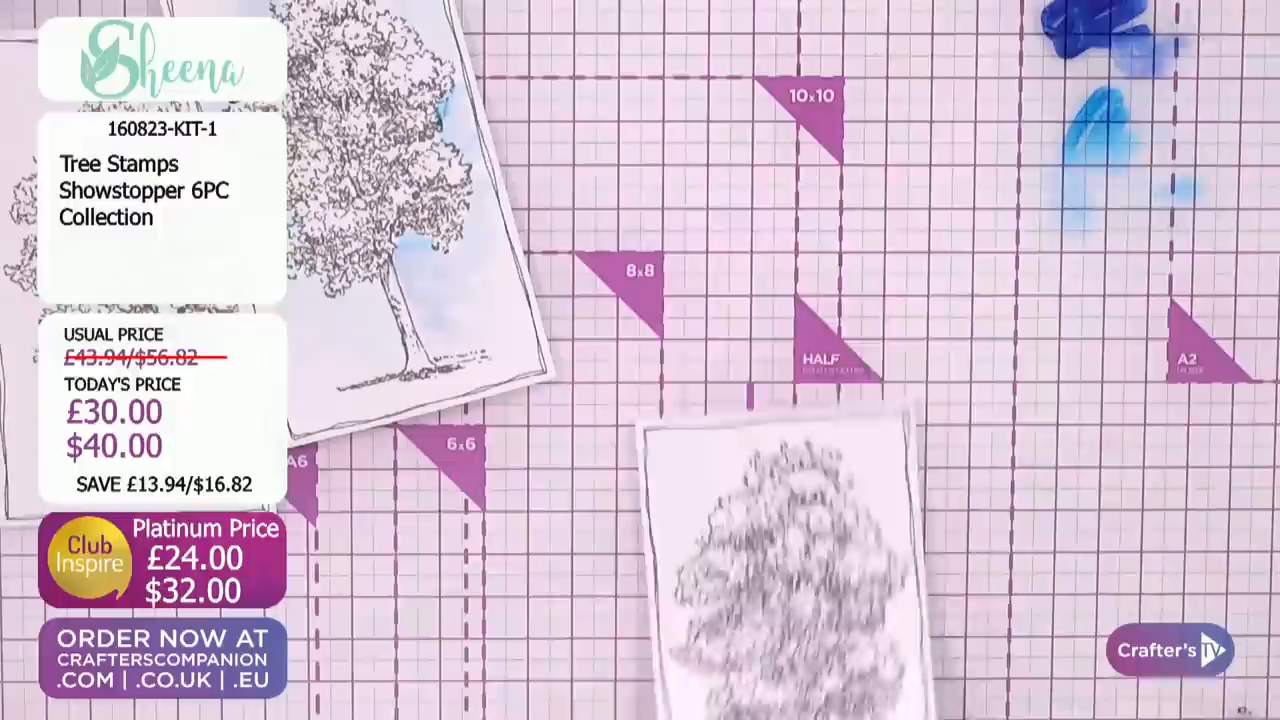 Sheena
160823-KIT-1
Tree Stamps
Showstopper 6PC
Collection
USUAL PRICE
£43.94/$56.82
TODAY'S PRICE
£30.00
$40.00
SAVE £13.94/$16.82
Club
Inspire
Platinum Price
£24.00
$32.00
ORDER NOW AT
CRAFTERSCOMPANION
.COM | .CO.UK | .EU
10x10
8x8
HALF
A2
6x6
A6
Crafter's TV